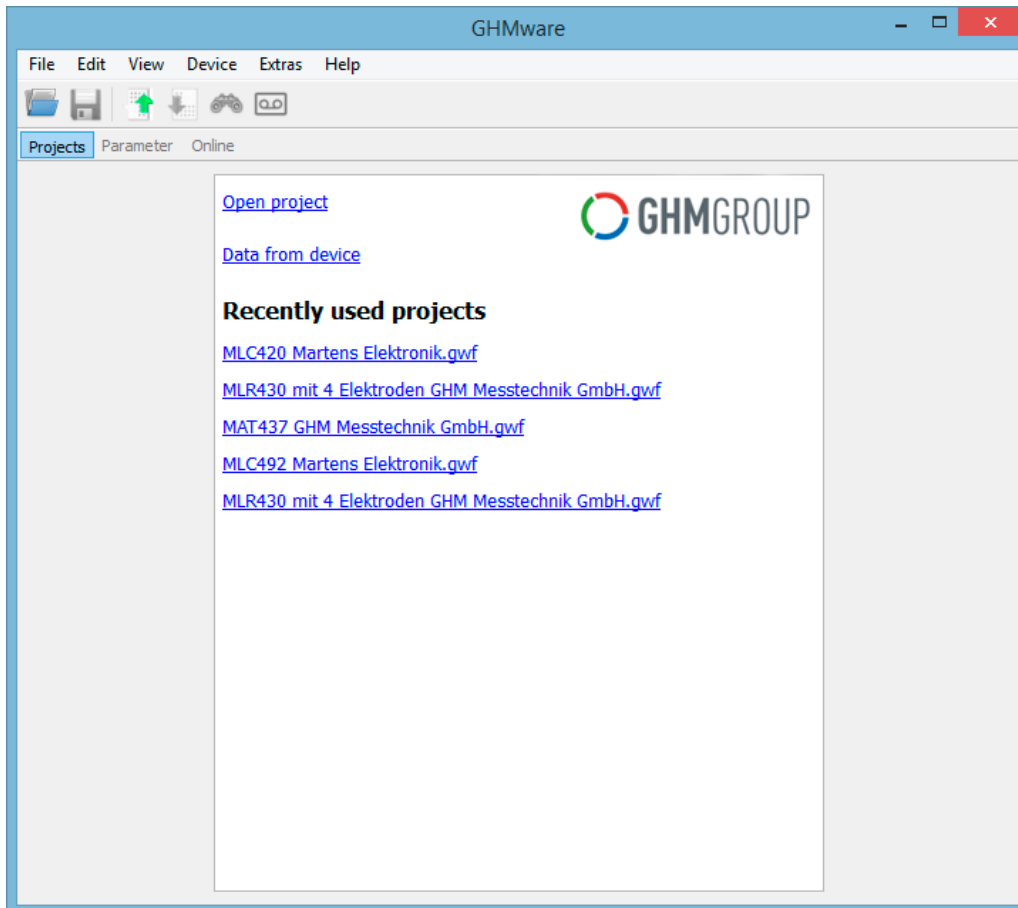 GHMware
File Edit View Device Extras Help
Projects Parameter Online
Open project
GHMGROUP
Data from device
Recently used projects
MLC420 Martens Elektronik.gwf
MLR430 mit 4 Elektroden GHM Messtechnik GmbH.gwf
MAT437 GHM Messtechnik GmbH.gwf
MLC492 Martens Elektronik.gwf
MLR430 mit 4 Elektroden GHM Messtechnik GmbH.gwf